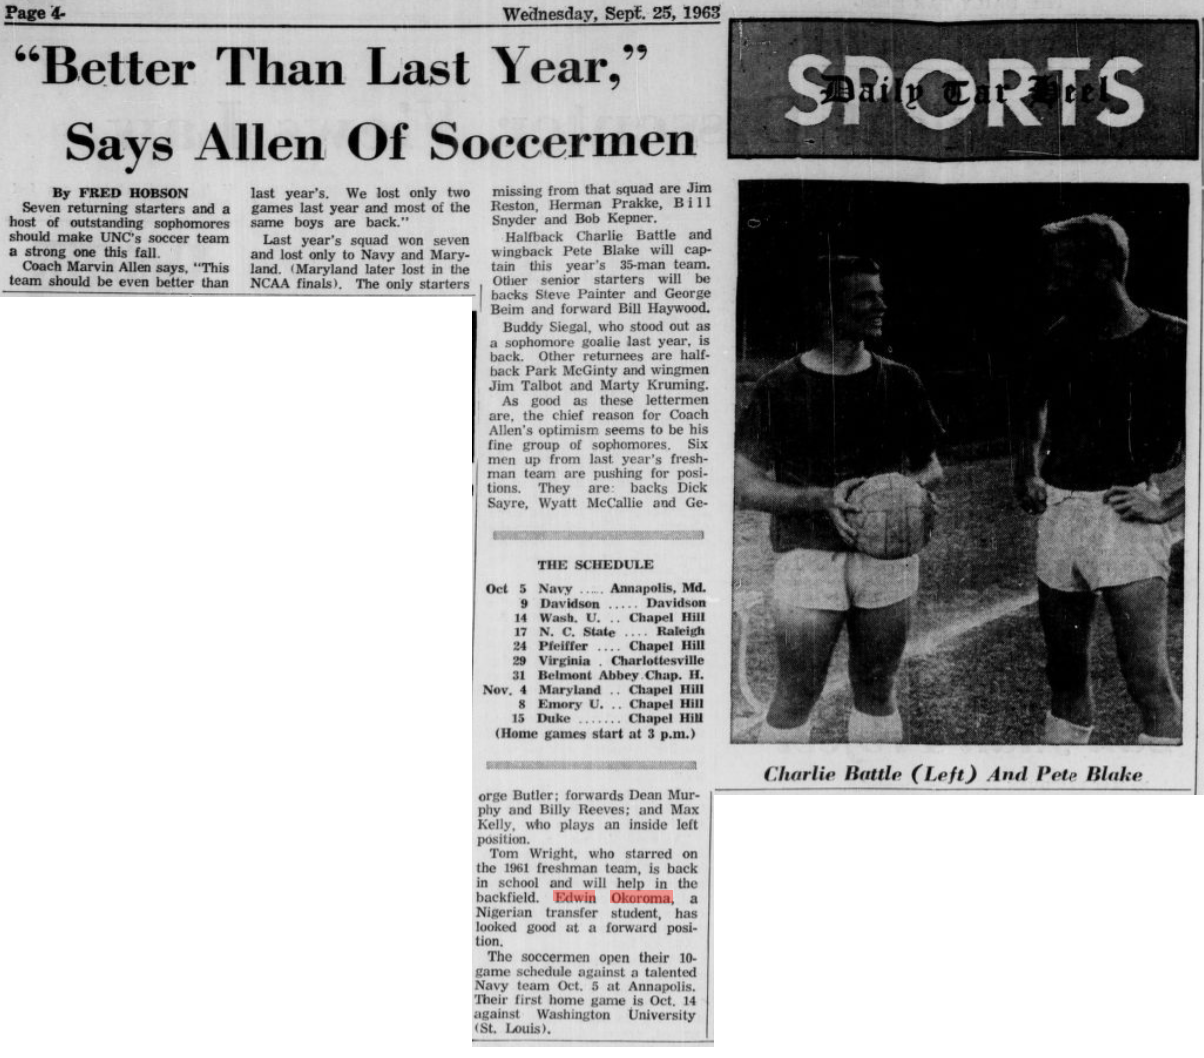 Page 4-
Wednesday, Sept. 25, 1963
"Better Than Last Year,"
Says Allen Of Soccermen
By FRED HOBSON
Seven returning starters and a
host of outstanding sophomores
should make UNC's soccer team
a strong one this fall.
Coach Marvin Allen says, "This
team should be even better than
last year's. We lost only two
games last year and most of the
same boys are back."
Last year's squad won seven
and lost only to Navy and Mary-
land. (Maryland later lost in the
NCAA finals). The only starters
missing from that squad are Jim
Reston, Herman Prakke, Bill
Snyder and Bob Kepner.
Halfback Charlie Battle and
wingback Pete Blake will cap-
tain this year's 35-man team.
Other senior starters will be
backs Steve Painter and George
Beim and forward Bill Haywood.
Buddy Siegal, who stood out as
a sophomore goalie last year, is
back. Other returnees are half-
back Park McGinty and wingmen
Jim Talbot and Marty Kruming.
As good as these lettermen
are, the chief reason for Coach
Allen's optimism seems to be his
fine group of sophomores. Six
men up from last year's fresh-
man team are pushing for posi-
tions. They are: backs Dick
Sayre, Wyatt McCallie and Ge-
THE SCHEDULE
Oct 5 Navy ..... Annapolis, Md.
9 Davidson ..... Davidson
14 Wash. U. .. Chapel Hill
17 N. C. State .... Raleigh
24 Pfeiffer .... Chapel Hill
29 Virginia . Charlottesville
31 Belmont Abbey Chap. H.
Nov. 4 Maryland .. Chapel Hill
8 Emory U. .. Chapel Hill
15 Duke ....... Chapel Hill
(Home games start at 3 p.m.)
orge Butler; forwards Dean Mur-
phy and Billy Reeves; and Max
Kelly, who plays an inside left
position.
Tom Wright, who starred on
the 1961 freshman team, is back
in school and will help in the
backfield. Edwin Okoroma, a
Nigerian transfer student, has
looked good at a forward posi-
tion.
The soccermen open their 10-
game schedule against a talented
Navy team Oct. 5 at Annapolis.
Their first home game is Oct. 14
against Washington University
(St. Louis).
SPORTS
Daily Tar Heel
Charlie Battle (Left) And Pete Blake